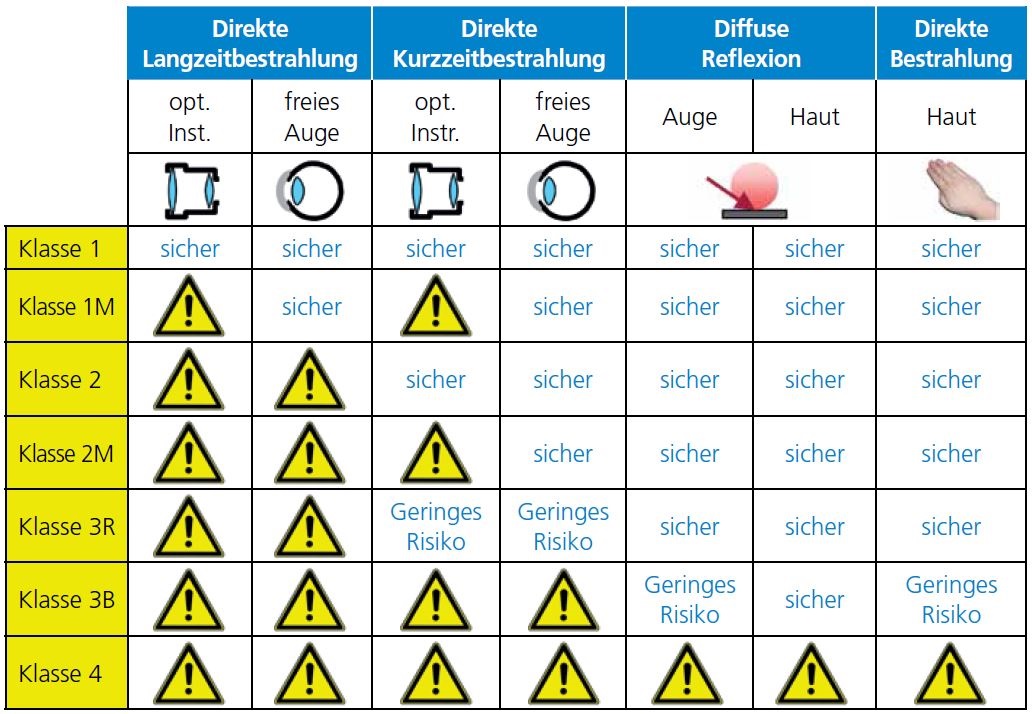 Direkte
Langzeitbestrahlung
Direkte
Kurzzeitbestrahlung
Diffuse
Reflexion
Direkte
Bestrahlung
opt.
Inst.
freies
Auge
opt.
Instr.
freies
Auge
Auge
Haut
Haut
Klasse 1 sicher sicher sicher sicher sicher sicher sicher
Klasse 1M ! sicher ! sicher sicher sicher sicher
Klasse 2 ! ! sicher sicher sicher sicher sicher
Klasse 2M ! ! ! sicher sicher sicher sicher
Klasse 3R ! !
Geringes
Risiko
Geringes
Risiko
sicher sicher sicher
Klasse 3B ! ! ! !
Geringes
Risiko
sicher
Geringes
Risiko
Klasse 4 ! ! ! ! ! ! !